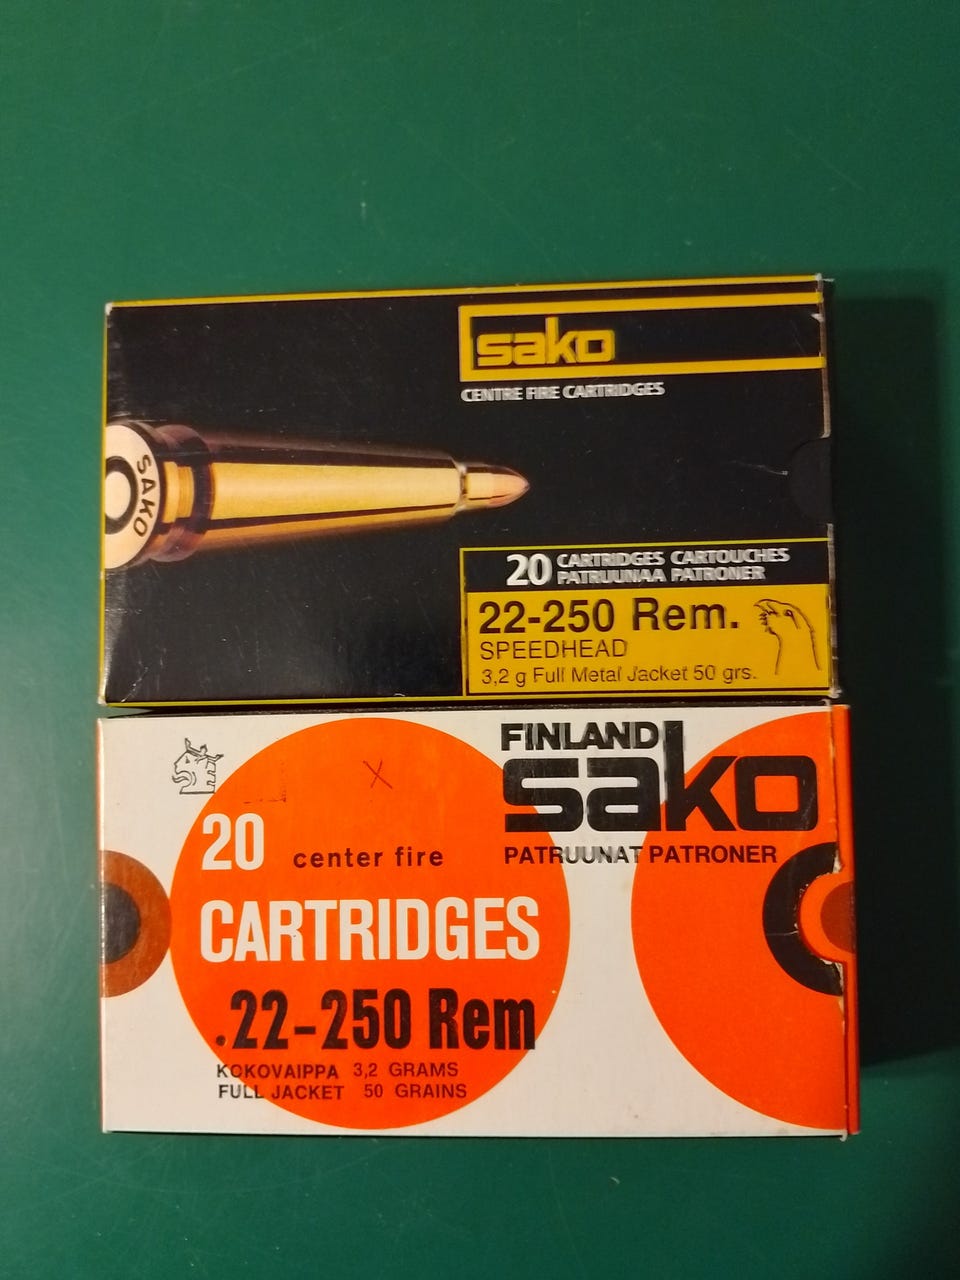 sako
CENTRE FIRE CARTRIDGES
SAKO
20 CARTRIDGES CARTOUCHES
PATRUUNAA PATRONER
22-250 Rem.
SPEEDHEAD
3,2 g Full Metal Jacket 50 grs.
FINLAND
sako
PATRUUNAT PATRONER
20 center fire
CARTRIDGES
.22-250 Rem
KOKOVAIPPA 3,2 GRAMS
FULL JACKET 50 GRAINS